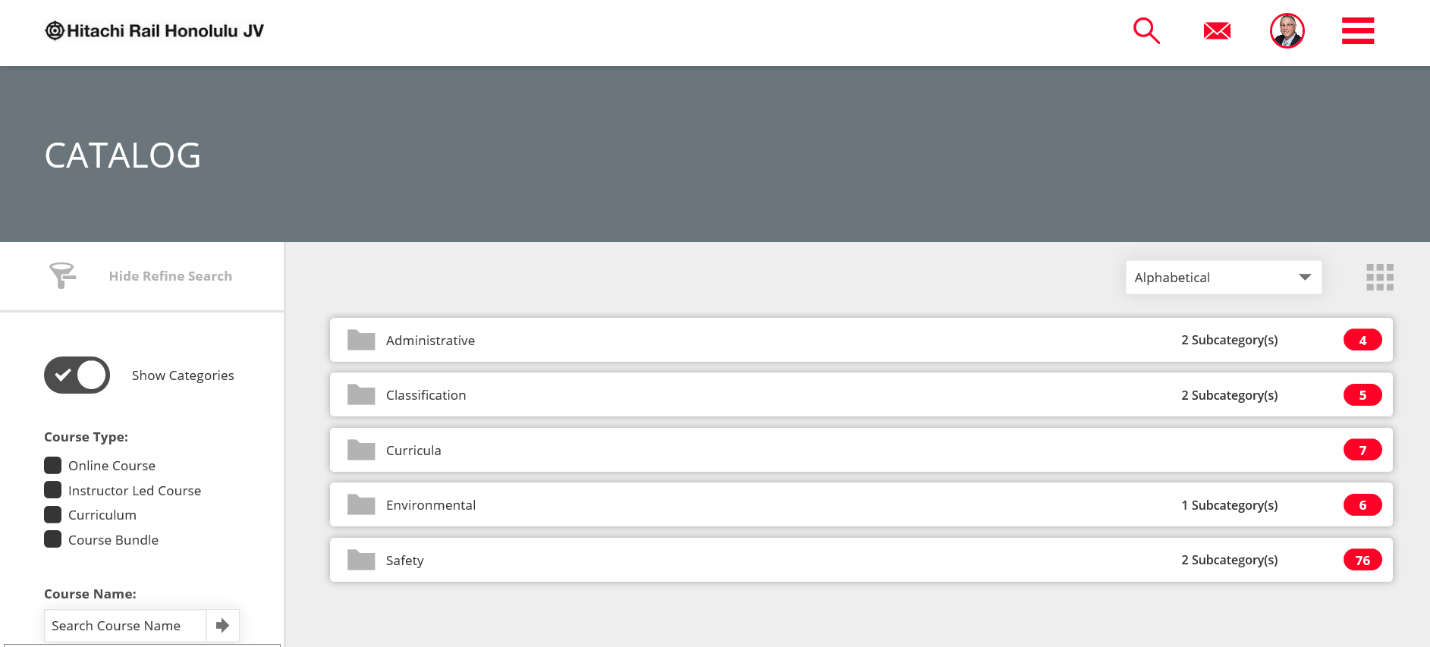 Hitachi Rail Honolulu JV
CATALOG
Hide Refine Search
Alphabetical
Show Categories
Course Type:
Online Course
Instructor Led Course
Curriculum
Course Bundle
Course Name:
Search Course Name
Administrative 2 Subcategory(s) 4
Classification 2 Subcategory(s) 5
Curricula 7
Environmental 1 Subcategory(s) 6
Safety 2 Subcategory(s) 76